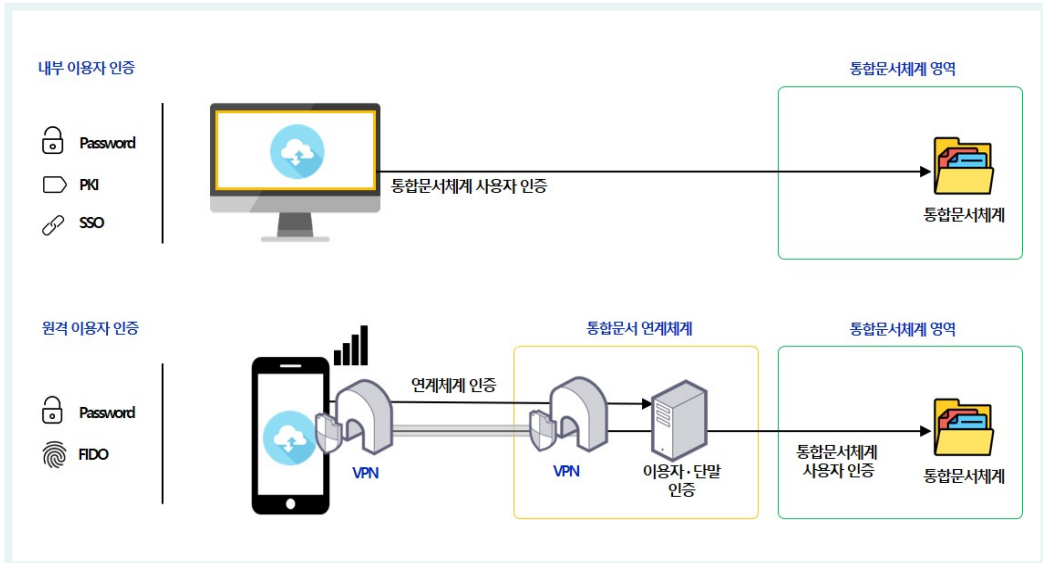 내부 이용자 인증
통합문서체계 영역
Password
PKI
SSO
통합문서체계 사용자 인증
통합문서체계
원격 이용자 인증
통합문서 연계체계
통합문서체계 영역
Password
FIDO
연계체계 인증
VPN
VPN
이용자·단말
인증
통합문서체계
사용자 인증
통합문서체계